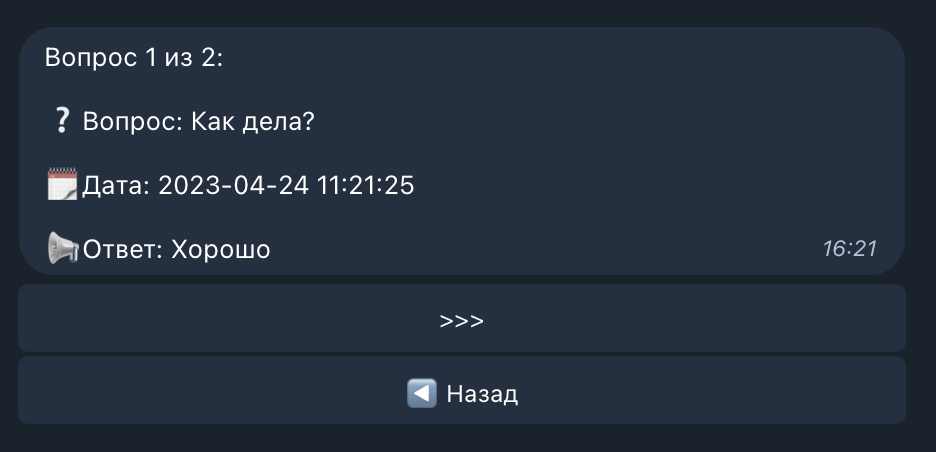 Вопрос 1 из 2:
❔Вопрос: Как дела?
🗓Дата: 2023-04-24 11:21:25
📢Ответ: Хорошо
16:21
>>>
◀️ Назад